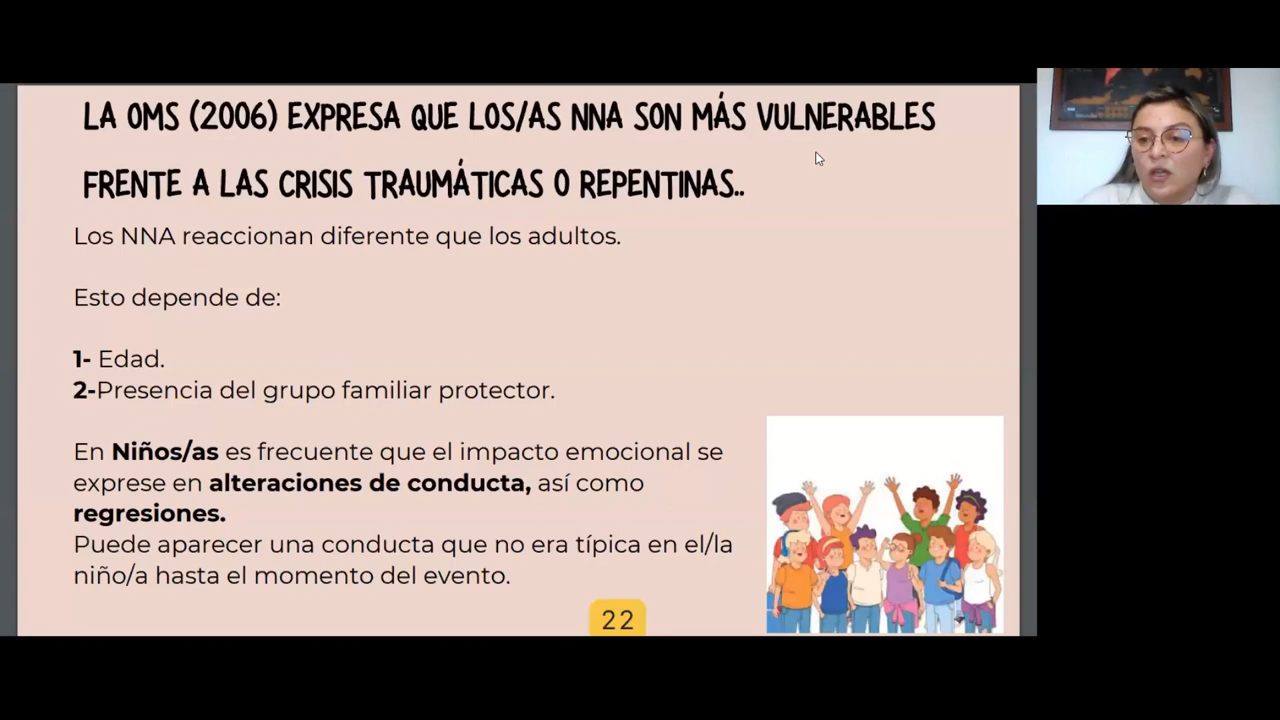 LA OMS (2006) EXPRESA QUE LOS/AS NNA SON MÁS VULNERABLES
FRENTE A LAS CRISIS TRAUMÁTICAS O REPENTINAS..
Los NNA reaccionan diferente que los adultos.
Esto depende de:
1- Edad.
2-Presencia del grupo familiar protector.
En Niños/as es frecuente que el impacto emocional se
exprese en alteraciones de conducta, así como
regresiones.
Puede aparecer una conducta que no era típica en el/la
niño/a hasta el momento del evento.
22